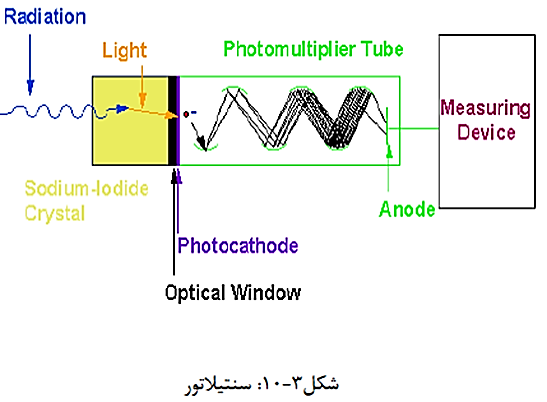 Radiation
Light
Photomultiplier Tube
Measuring
Device
Sodium-Iodide
Crystal
Anode
Photocathode
Optical Window
شکل۳-۱۰: سنتیلاتور